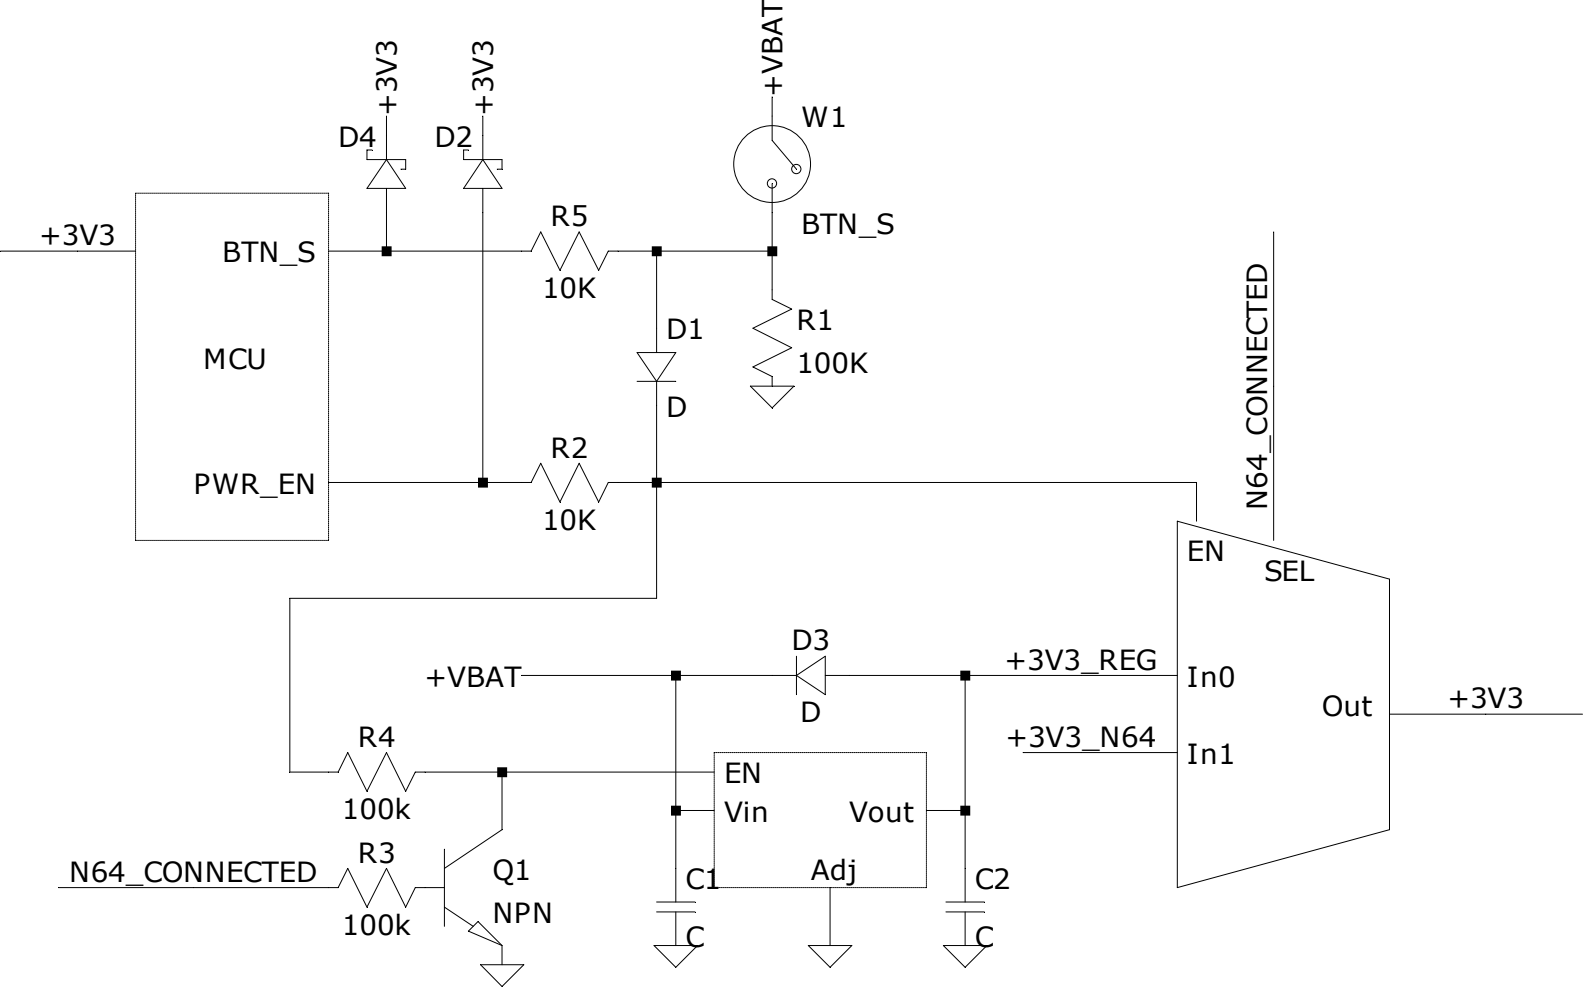 +VBAT
+3V3
+3V3
W1
D4
D2
R5
BTN_S
+3V3
BTN_S
10K
R1
D1
100K
MCU
D
N64_CONNECTED
R2
PWR_EN
10K
EN
SEL
D3
+3V3_REG
+VBAT
In0
D
Out
+3V3
R4
+3V3_N64
In1
EN
100k
Vin
Vout
R3
N64_CONNECTED
Q1
Adj
C1
C2
100k
NPN
C
C